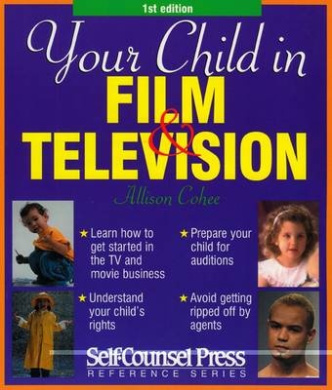 1st edition
Your Child in
FILM
&
TELEVISION
Allison Cohee
★ Learn how to
get started in
the TV and
movie business
★ Prepare your
child for
auditions
★ Understand
your child's
rights
★ Avoid getting
ripped off by
agents
Self-Counsel Press
REFERENCE SERIES